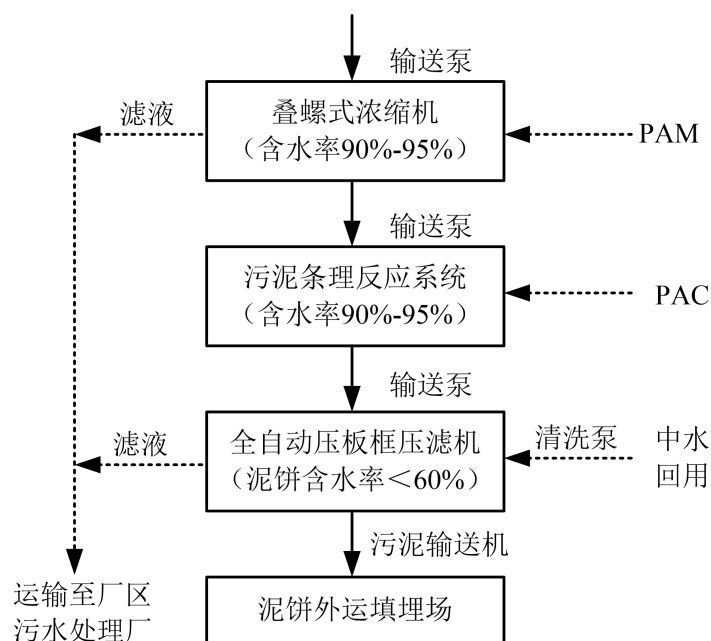 输送泵
滤液
叠螺式浓缩机
（含水率90%-95%）
PAM
输送泵
污泥条理反应系统
（含水率90%-95%）
PAC
输送泵
滤液
全自动压板框压滤机
（泥饼含水率＜60%）
清洗泵
中水
回用
污泥输送机
运输至厂区
污水处理厂
泥饼外运填埋场